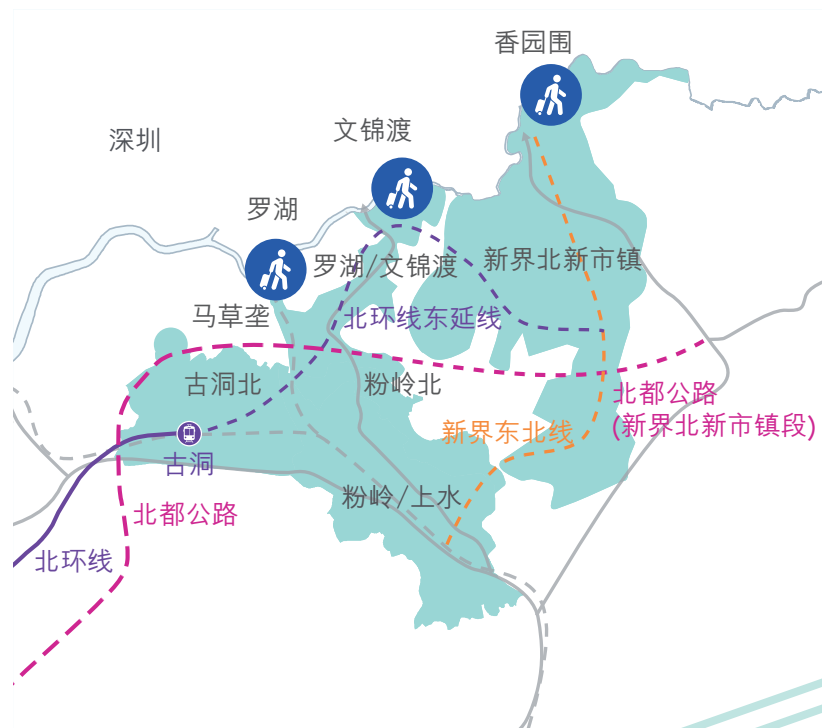 香园围
文锦渡
深圳
罗湖
罗湖/文锦渡
新界北新市镇
马草垄
北环线东延线
古洞北
粉岭北
北都公路
(新界北新市镇段)
新界东北线
古洞
粉岭/上水
北都公路
北环线